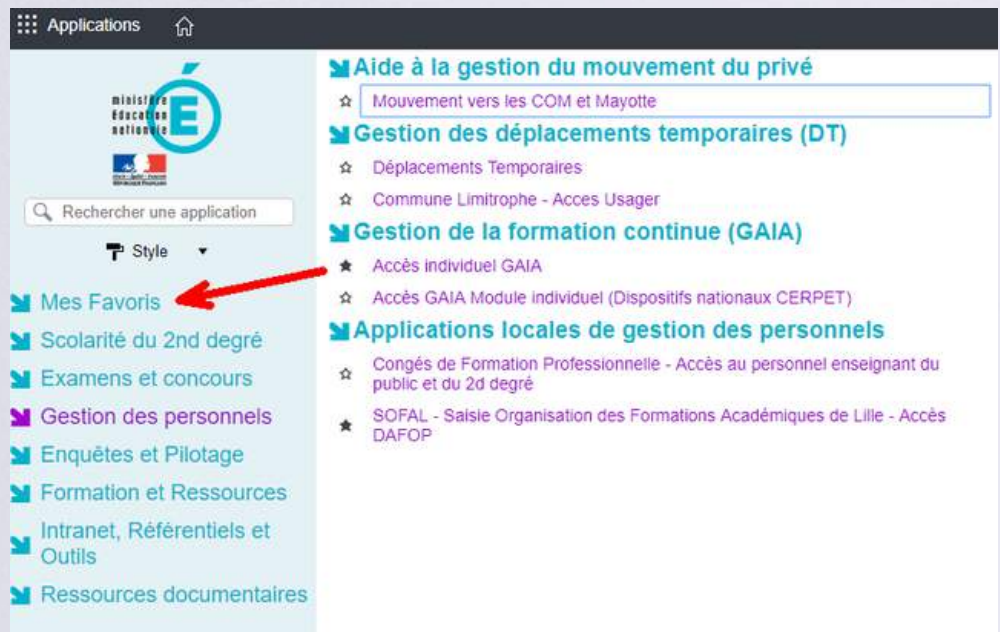 Applications
ministère
éducation
nationale
É
Rechercher une application
Style
Mes Favoris
Scolarité du 2nd degré
Examens et concours
Gestion des personnels
Enquêtes et Pilotage
Formation et Ressources
Intranet, Référentiels et
Outils
Ressources documentaires
Aide à la gestion du mouvement du privé
Mouvement vers les COM et Mayotte
Gestion des déplacements temporaires (DT)
Déplacements Temporaires
Commune Limitrophe - Acces Usager
Gestion de la formation continue (GAIA)
Accès individuel GAIA
Accès GAIA Module individuel (Dispositifs nationaux CERPET)
Applications locales de gestion des personnels
Congés de Formation Professionnelle - Accès au personnel enseignant du
public et du 2d degré
SOFAL - Saisie Organisation des Formations Académiques de Lille - Accès
DAFOP